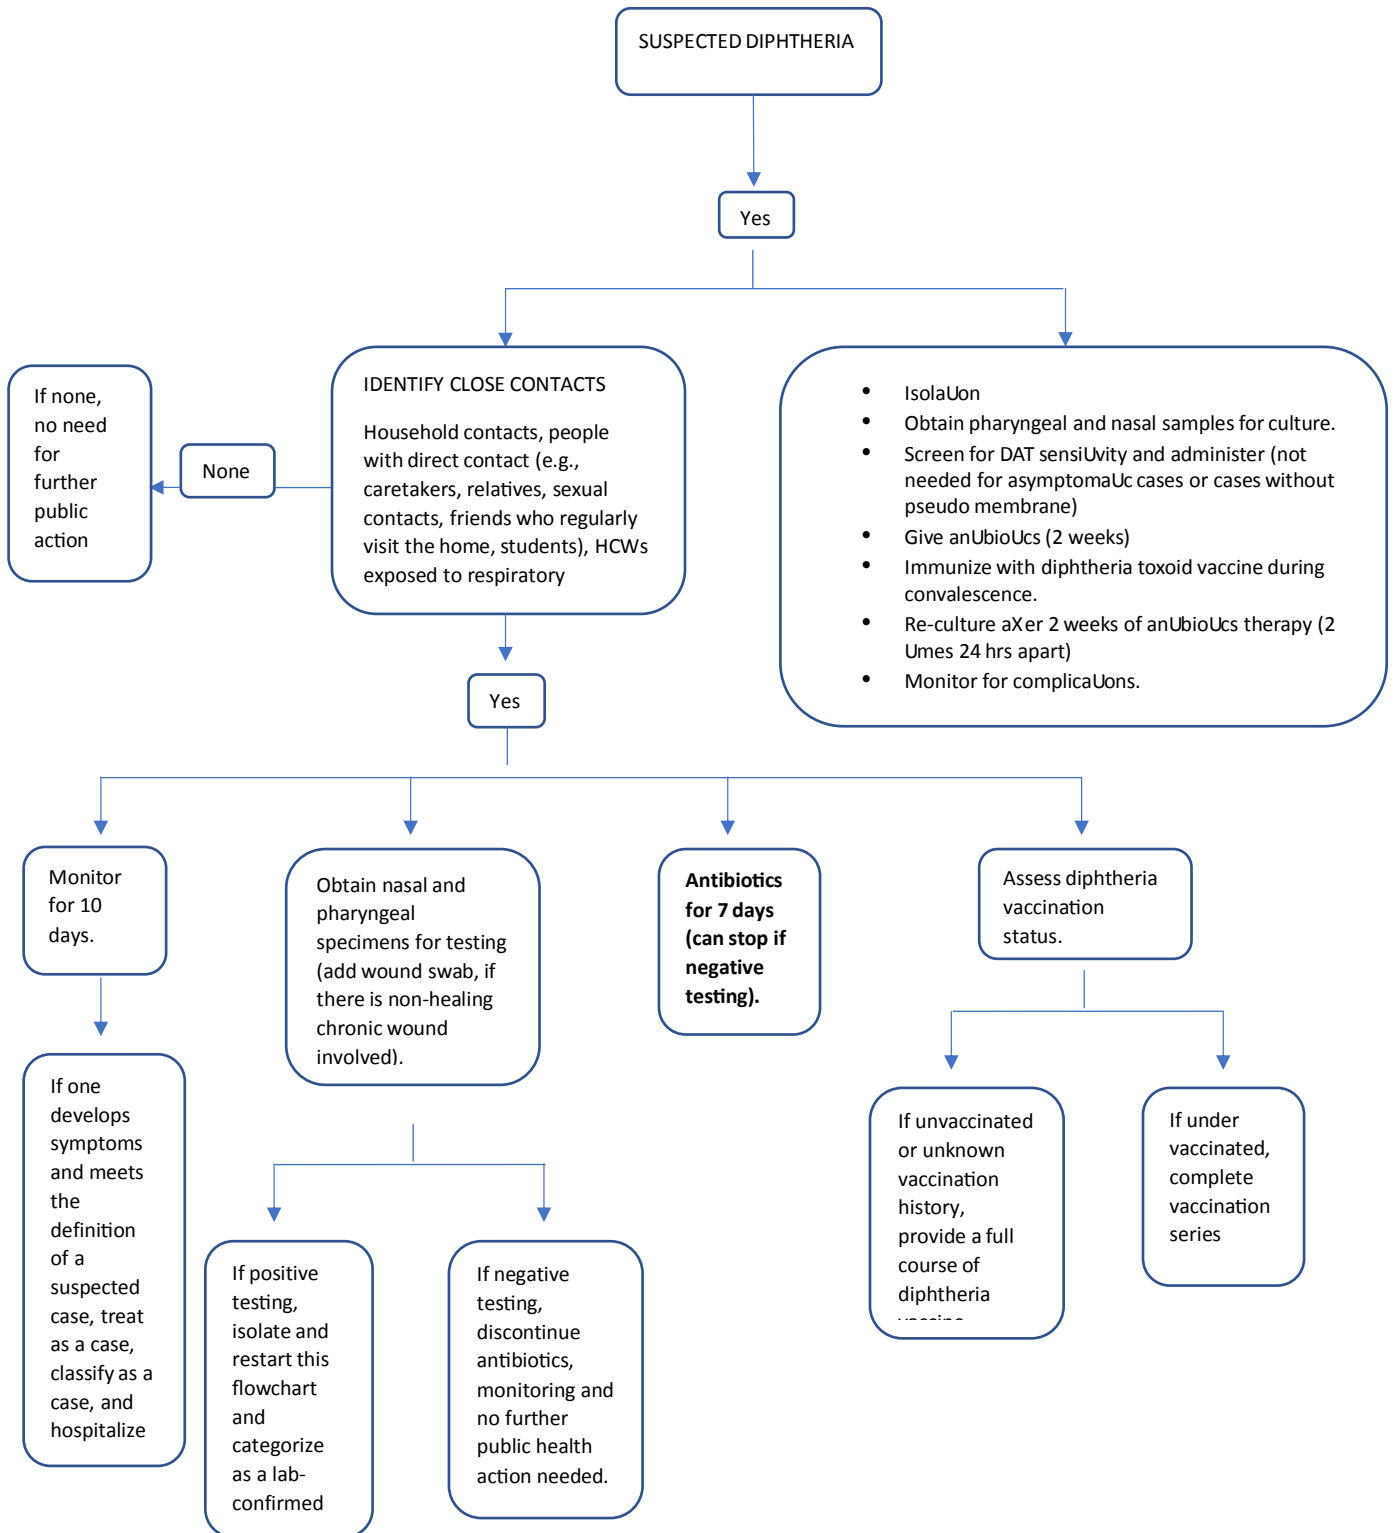 SUSPECTED DIPHTHERIA
Yes
IDENTIFY CLOSE CONTACTS
Household contacts, people
with direct contact (e.g.,
caretakers, relatives, sexual
contacts, friends who regularly
visit the home, students), HCWs
exposed to respiratory
None
If none,
no need
for
further
public
action
• IsolaUon
• Obtain pharyngeal and nasal samples for culture.
• Screen for DAT sensiUvity and administer (not
needed for asymptomaUc cases or cases without
pseudo membrane)
• Give anUbioUcs (2 weeks)
• Immunize with diphtheria toxoid vaccine during
convalescence.
• Re-culture aXer 2 weeks of anUbioUcs therapy (2
Umes 24 hrs apart)
• Monitor for complicaUons.
Yes
Monitor
for 10
days.
If one
develops
symptoms
and meets
the
definition
of a
suspected
case, treat
as a case,
classify as a
case, and
hospitalize
Obtain nasal and
pharyngeal
specimens for testing
(add wound swab, if
there is non-healing
chronic wound
involved).
If positive
testing,
isolate and
restart this
flowchart
and
categorize
as a lab-
confirmed
If negative
testing,
discontinue
antibiotics,
monitoring and
no further
public health
action needed.
Antibiotics
for 7 days
(can stop if
negative
testing).
Assess diphtheria
vaccination
status.
If unvaccinated
or unknown
vaccination
history,
provide a full
course of
diphtheria
If under
vaccinated,
complete
vaccination
series